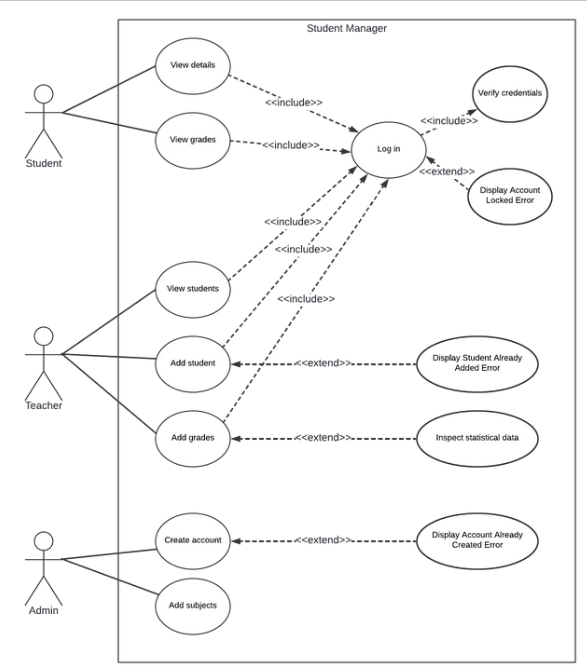 Student Manager
View details
<<include>>
Verify credentials
<<include>>
View grades
<<include>>
Log in
Student
<<extend>>
Display Account
Locked Error
<<include>>
<<include>>
View students
<<include>>
Add student
<<extend>>
Display Student Already
Added Error
Teacher
Add grades
<<extend>>
Inspect statistical data
Create account
<<extend>>
Display Account Already
Created Error
Add subjects
Admin